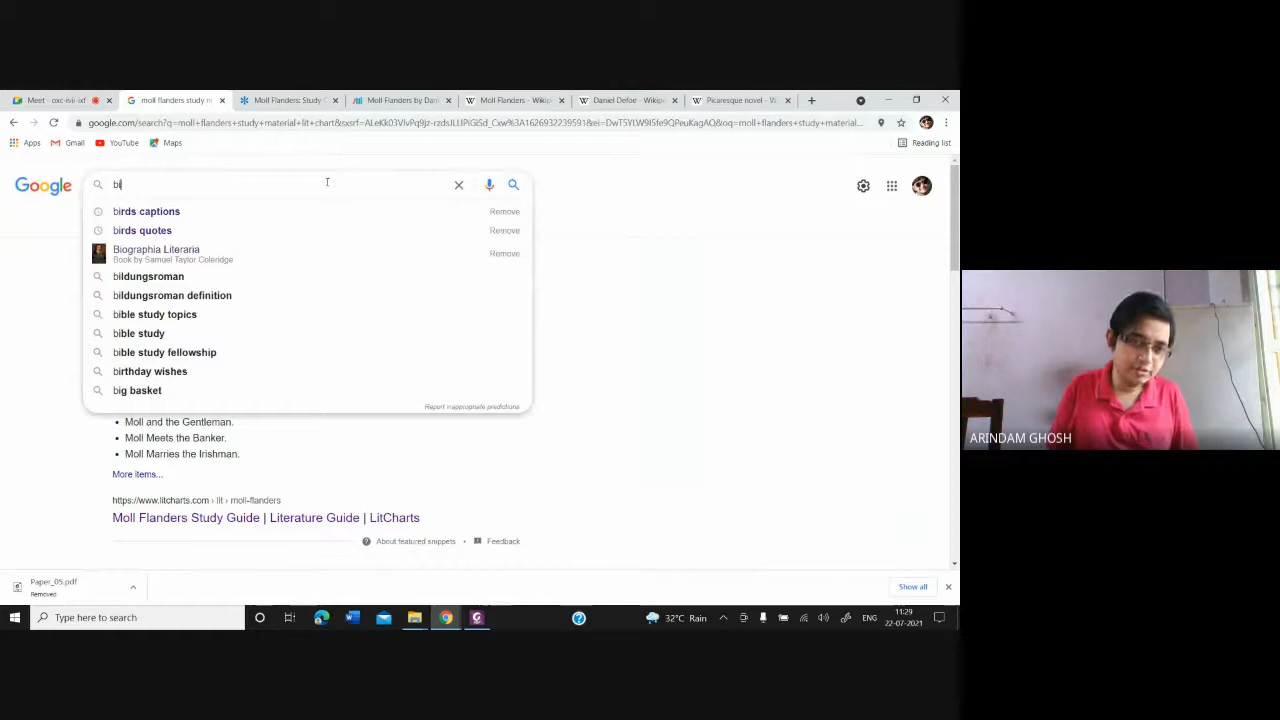 Meet - oxc-ivii-ixf
moll flanders study m
Moll Flanders: Study G
Moll Flanders by Dani
Moll Flanders - Wikip
Daniel Defoe - Wikipe
Picaresque novel - W
Apps
Gmail
YouTube
Maps
Reading list
Google
bil
birds captions
Remove
birds quotes
Remove
Biographia Literaria
Book by Samuel Taylor Coleridge
Remove
bildungsroman
bildungsroman definition
bible study topics
bible study
bible study fellowship
birthday wishes
big basket
Report inappropriate predictions
Moll and the Gentleman.
Moll Meets the Banker.
Moll Marries the Irishman.
More items...
https://www.litcharts.com › lit › moll-flanders
Moll Flanders Study Guide | Literature Guide | LitCharts
About featured snippets
Feedback
ARINDAM GHOSH
Paper_05.pdf
Removed
Show all
Type here to search
32°C Rain
ENG
11:29
22-07-2021